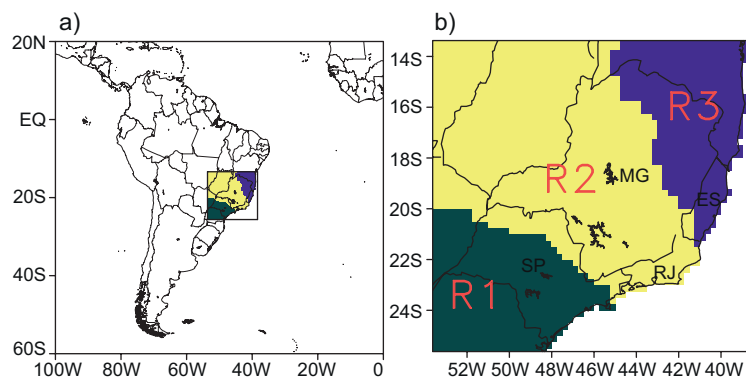 a)
20N
EQ
20S
40S
60S
100W 80W 60W 40W 20W 0
b)
14S
16S
18S
20S
22S
24S
R3
R2
MG
ES
RJ
SP
R1
52W 50W 48W 46W 44W 42W 40W